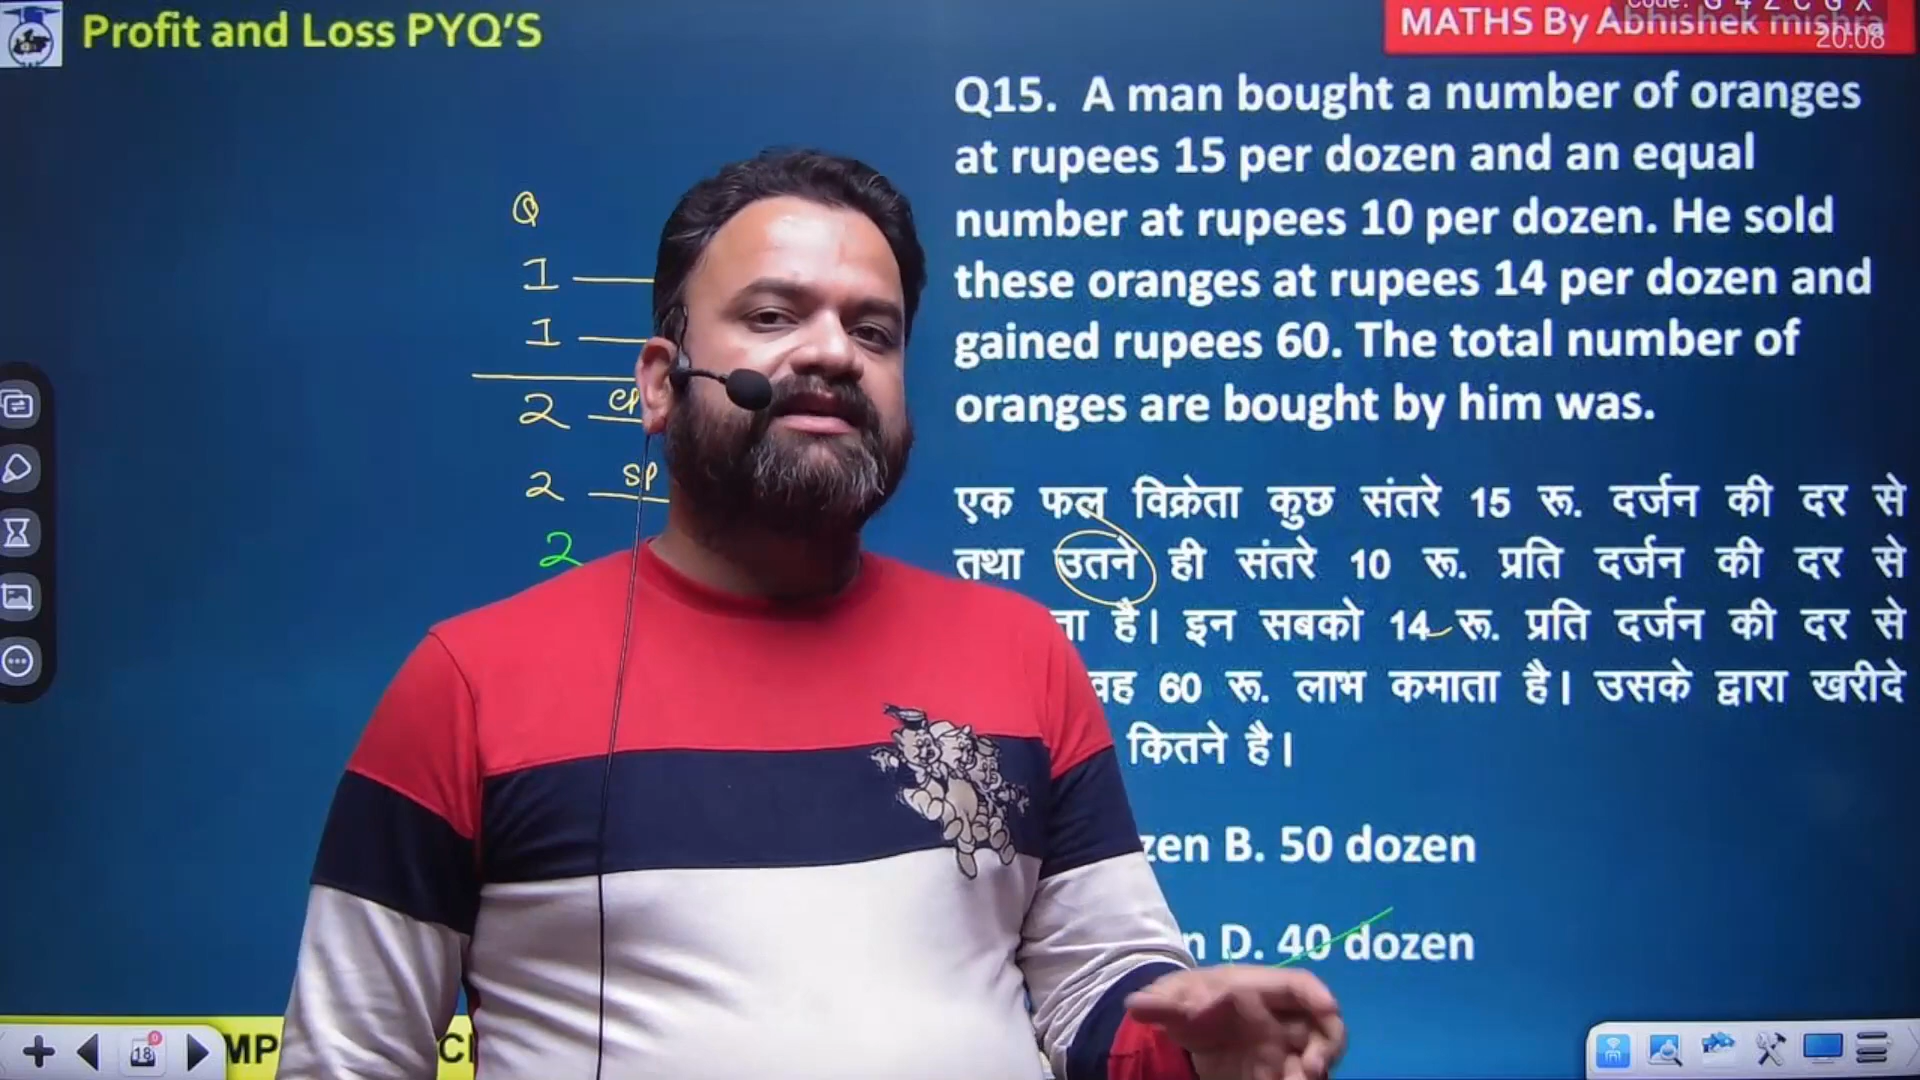 Profit and Loss PYQ'S
Code: G 4 Z C G X
MATHS By Abhishek mishra
20:08
Q15. A man bought a number of oranges
at rupees 15 per dozen and an equal
number at rupees 10 per dozen. He sold
these oranges at rupees 14 per dozen and
gained rupees 60. The total number of
oranges are bought by him was.
Q
1
1
2 CP
2 SP
2
एक फल विक्रेता कुछ संतरे 15 रू. दर्जन की दर से
तथा उतने ही संतरे 10 रू. प्रति दर्जन की दर से
है। इन सबको 14 रू. प्रति दर्जन की दर से
वह 60 रू. लाभ कमाता है। उसके द्वारा खरीदे
कितने है।
B. 50 dozen
D. 40 dozen
18